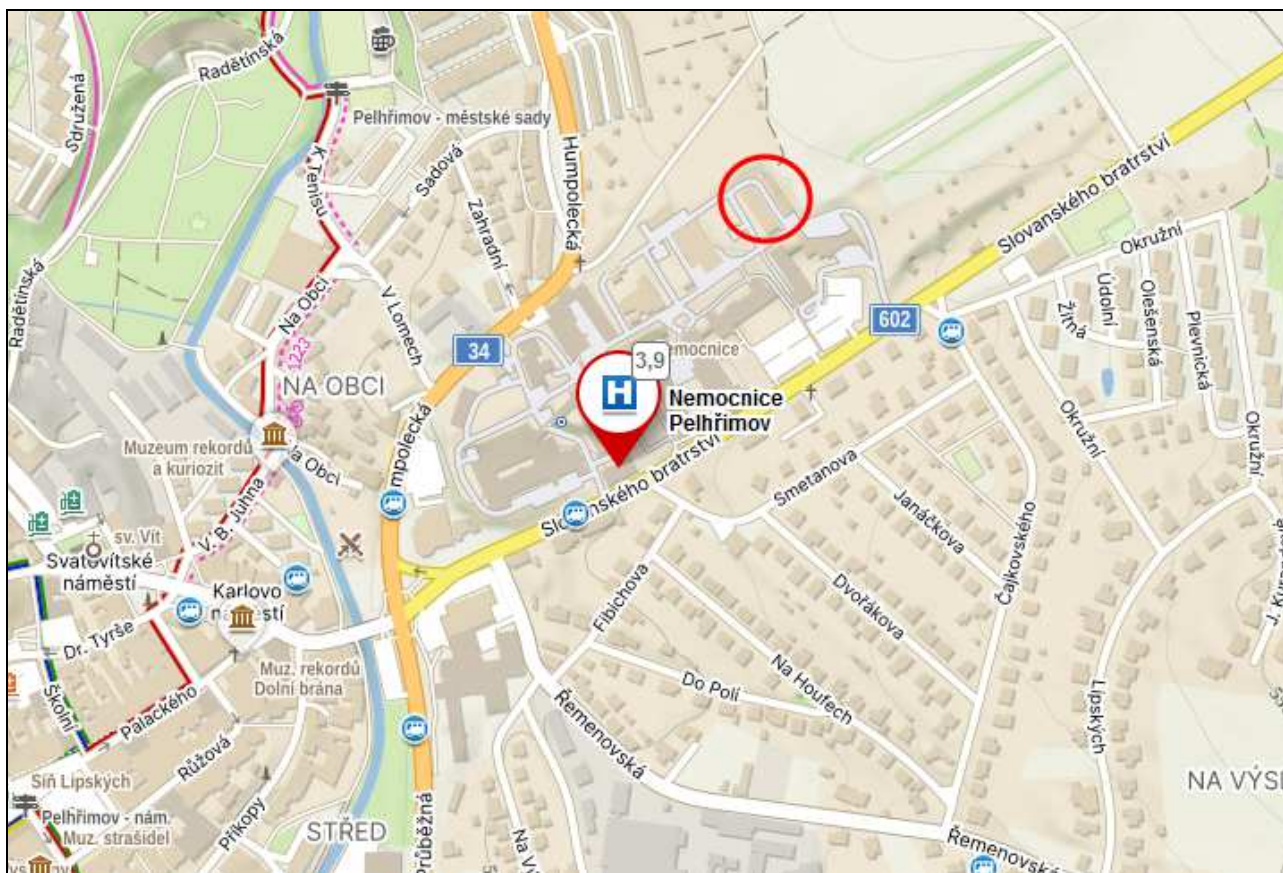 Radětínská
Sdružená
Pelhřimov - městské sady
K Tenisu
Sadová
Humpolecká
Slovanského bratrství
Zahradní
Okružní
Radětínská
V Lomech
Na Obci
1223
Údolní
Žitná
Olešenská
Plevnická
602
34
3,9
H
Nemocnice
Pelhřimov
NA OBCI
Okružní
Okružní
Muzeum rekordů
a kuriozit
Slovanského bratrství
Smetanova
Janáčkova
Čajkovského
V. B. Juhna
sv. Vít
Svatovítské
náměstí
Karlovo
Dvořákova
Fibichova
Dr. Tyrše
Muz. rekordů
Dolní brána
Školní
Palackého
Do Polí
Na Houfech
Lipských
Řemenovská
Růžová
Síň Lipských
NA VÝS
Pelhřimov - nám.
Muz. strašidel
Příkopy
STŘED
Průběžná
Na Vý
Řemenovská